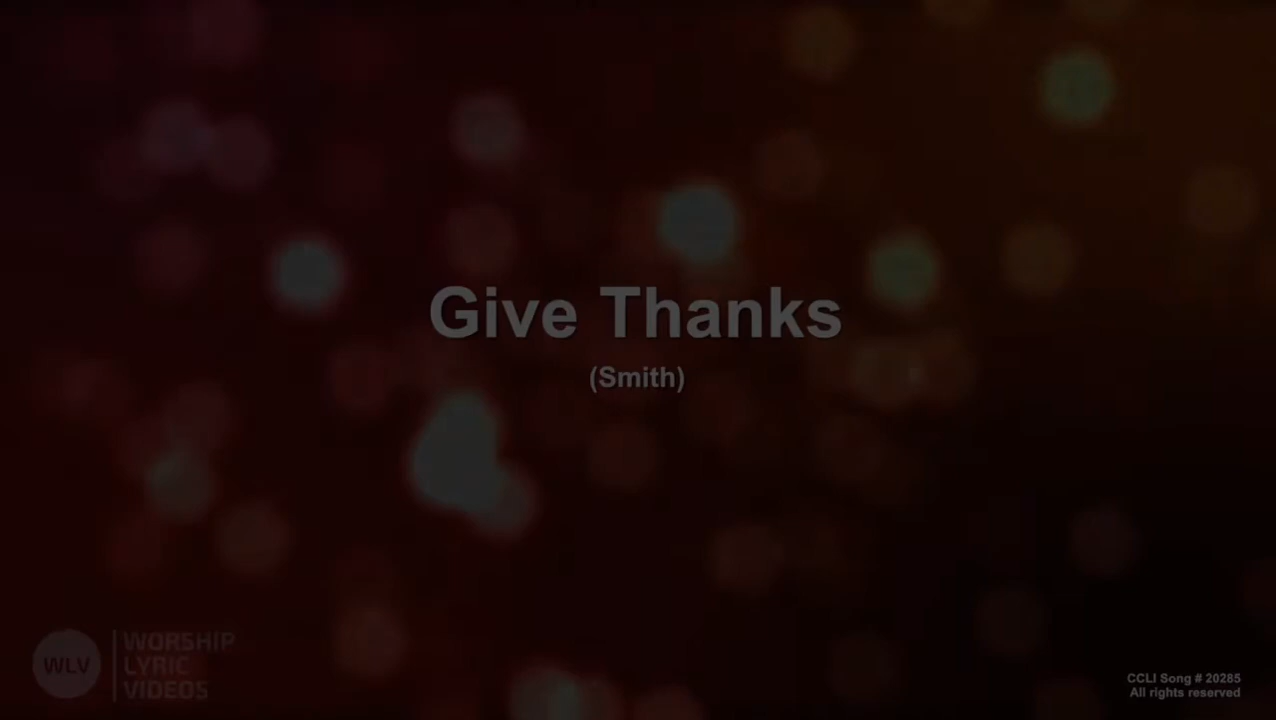 Give Thanks
(Smith)
WLV
WORSHIP
LYRIC
VIDEOS
CCLI Song # 20285
All rights reserved